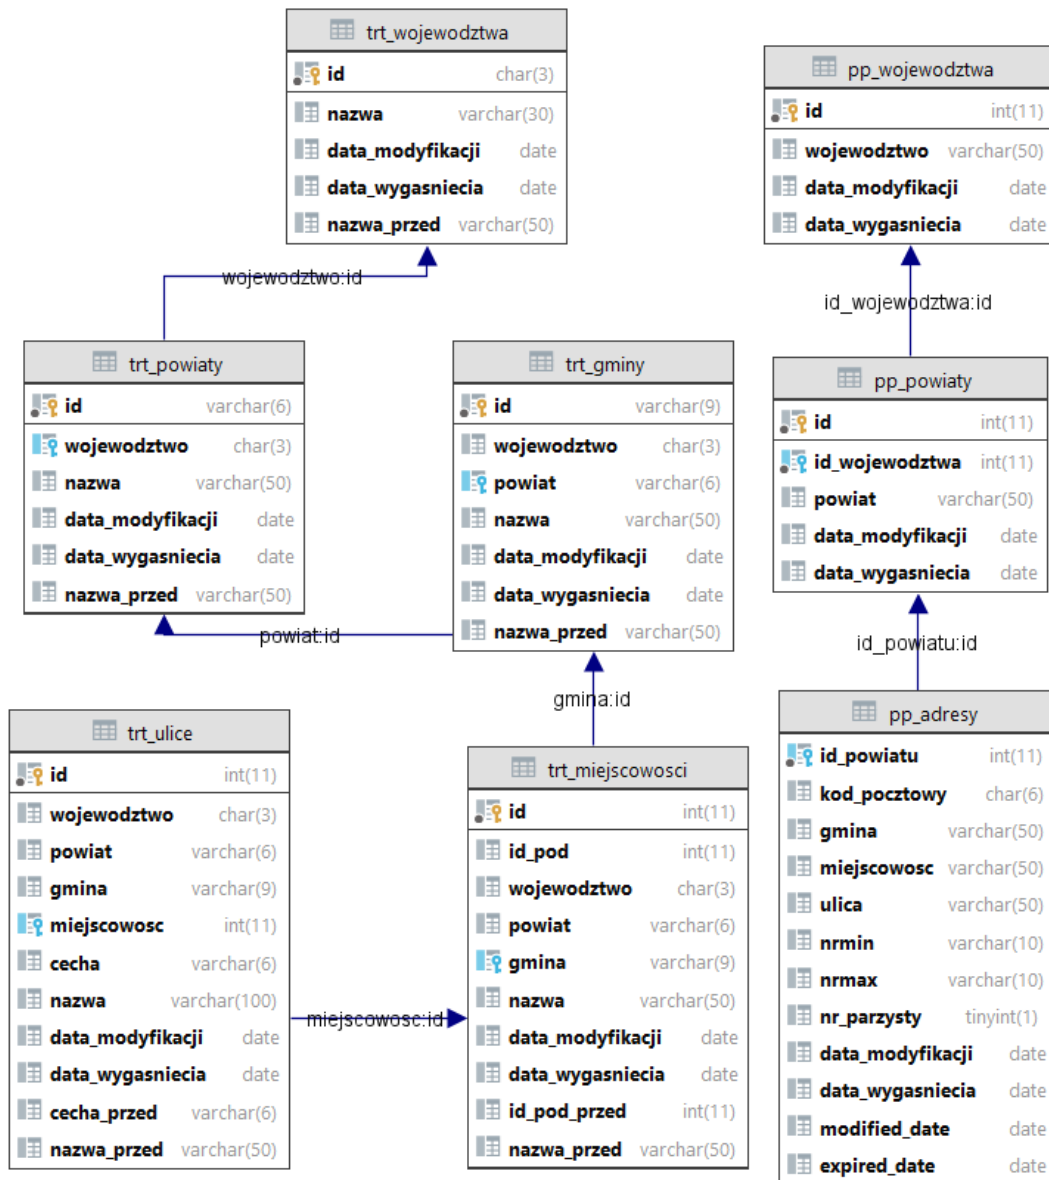 trt_wojewodztwa
id char(3)
nazwa varchar(30)
data_modyfikacji date
data_wygasniecia date
nazwa_przed varchar(50)
pp_wojewodztwa
id int(11)
wojewodztwo varchar(50)
data_modyfikacji date
data_wygasniecia date
wojewodztwo:id
id_wojewodztwa:id
trt_powiaty
id varchar(6)
wojewodztwo char(3)
nazwa varchar(50)
data_modyfikacji date
data_wygasniecia date
nazwa_przed varchar(50)
trt_gminy
id varchar(9)
wojewodztwo char(3)
powiat varchar(6)
nazwa varchar(50)
data_modyfikacji date
data_wygasniecia date
nazwa_przed varchar(50)
pp_powiaty
id int(11)
id_wojewodztwa int(11)
powiat varchar(50)
data_modyfikacji date
data_wygasniecia date
powiat:id
id_powiatu:id
gmina:id
trt_ulice
id int(11)
wojewodztwo char(3)
powiat varchar(6)
gmina varchar(9)
miejscowosc int(11)
cecha varchar(6)
nazwa varchar(100)
data_modyfikacji date
data_wygasniecia date
cecha_przed varchar(6)
nazwa_przed varchar(50)
miejscowosc:id
trt_miejscowosci
id int(11)
id_pod int(11)
wojewodztwo char(3)
powiat varchar(6)
gmina varchar(9)
nazwa varchar(50)
data_modyfikacji date
data_wygasniecia date
id_pod_przed int(11)
nazwa_przed varchar(50)
pp_adresy
id_powiatu int(11)
kod_pocztowy char(6)
gmina varchar(50)
miejscowosc varchar(50)
ulica varchar(50)
nrmin varchar(10)
nrmax varchar(10)
nr_parzysty tinyint(1)
data_modyfikacji date
data_wygasniecia date
modified_date date
expired_date date